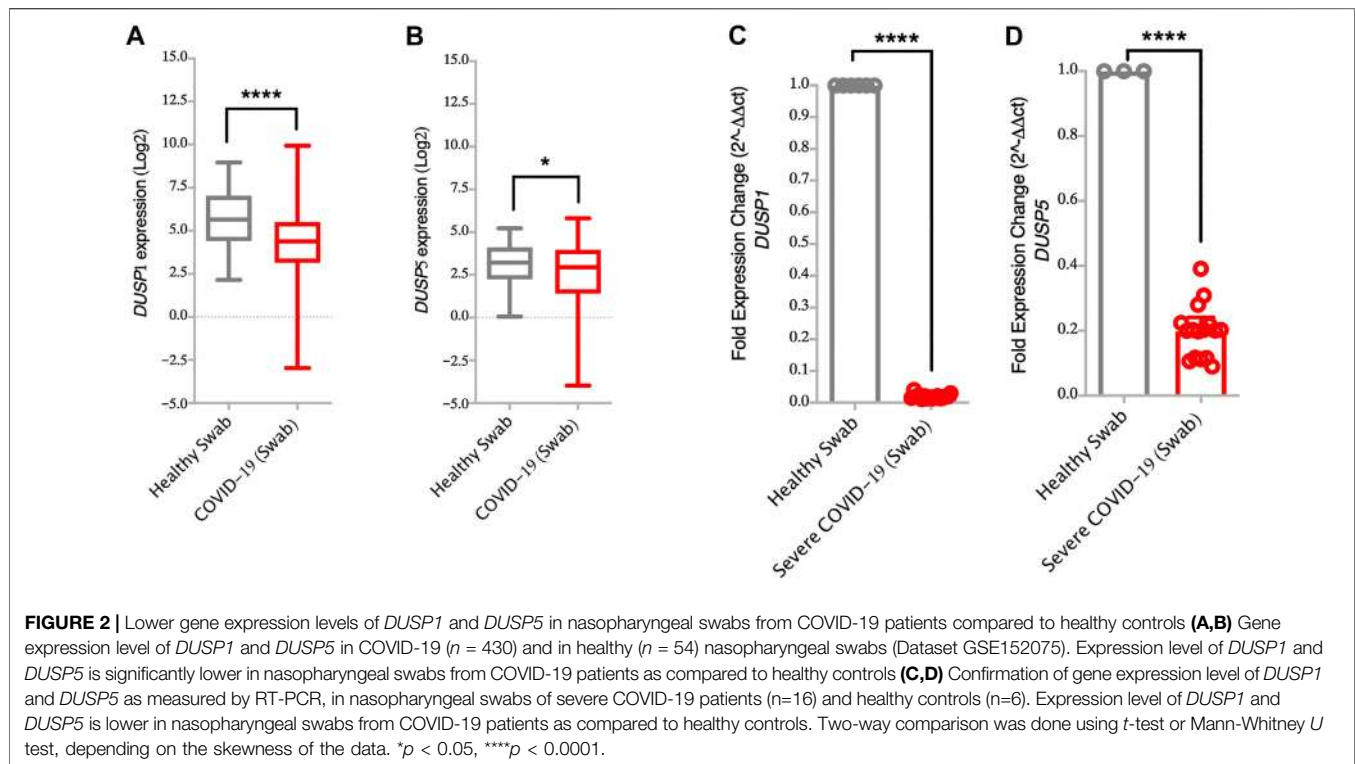 A
15.0
12.5
10.0
7.5
5.0
2.5
0.0
−2.5
−5.0
DUSP1 expression (Log2)
****
Healthy Swab
COVID−19 (Swab)
B
15.0
12.5
10.0
7.5
5.0
2.5
0.0
−2.5
−5.0
DUSP5 expression (Log2)
*
Healthy Swab
COVID−19 (Swab)
C
****
1.0
0.9
0.8
0.7
0.6
0.5
0.4
0.3
0.2
0.1
0.0
Fold Expression Change (2^-ΔΔct)
DUSP1
Healthy Swab
Severe COVID−19 (Swab)
D
****
1.0
0.8
0.6
0.4
0.2
0.0
Fold Expression Change (2^-ΔΔct)
DUSP5
Healthy Swab
Severe COVID−19 (Swab)
FIGURE 2 | Lower gene expression levels of DUSP1 and DUSP5 in nasopharyngeal swabs from COVID-19 patients compared to healthy controls (A,B) Gene
expression level of DUSP1 and DUSP5 in COVID-19 (n = 430) and in healthy (n = 54) nasopharyngeal swabs (Dataset GSE152075). Expression level of DUSP1 and
DUSP5 is significantly lower in nasopharyngeal swabs from COVID-19 patients as compared to healthy controls (C,D) Confirmation of gene expression level of DUSP1
and DUSP5 as measured by RT-PCR, in nasopharyngeal swabs of severe COVID-19 patients (n=16) and healthy controls (n=6). Expression level of DUSP1 and
DUSP5 is lower in nasopharyngeal swabs from COVID-19 patients as compared to healthy controls. Two-way comparison was done using t-test or Mann-Whitney U
test, depending on the skewness of the data. *p < 0.05, ****p < 0.0001.